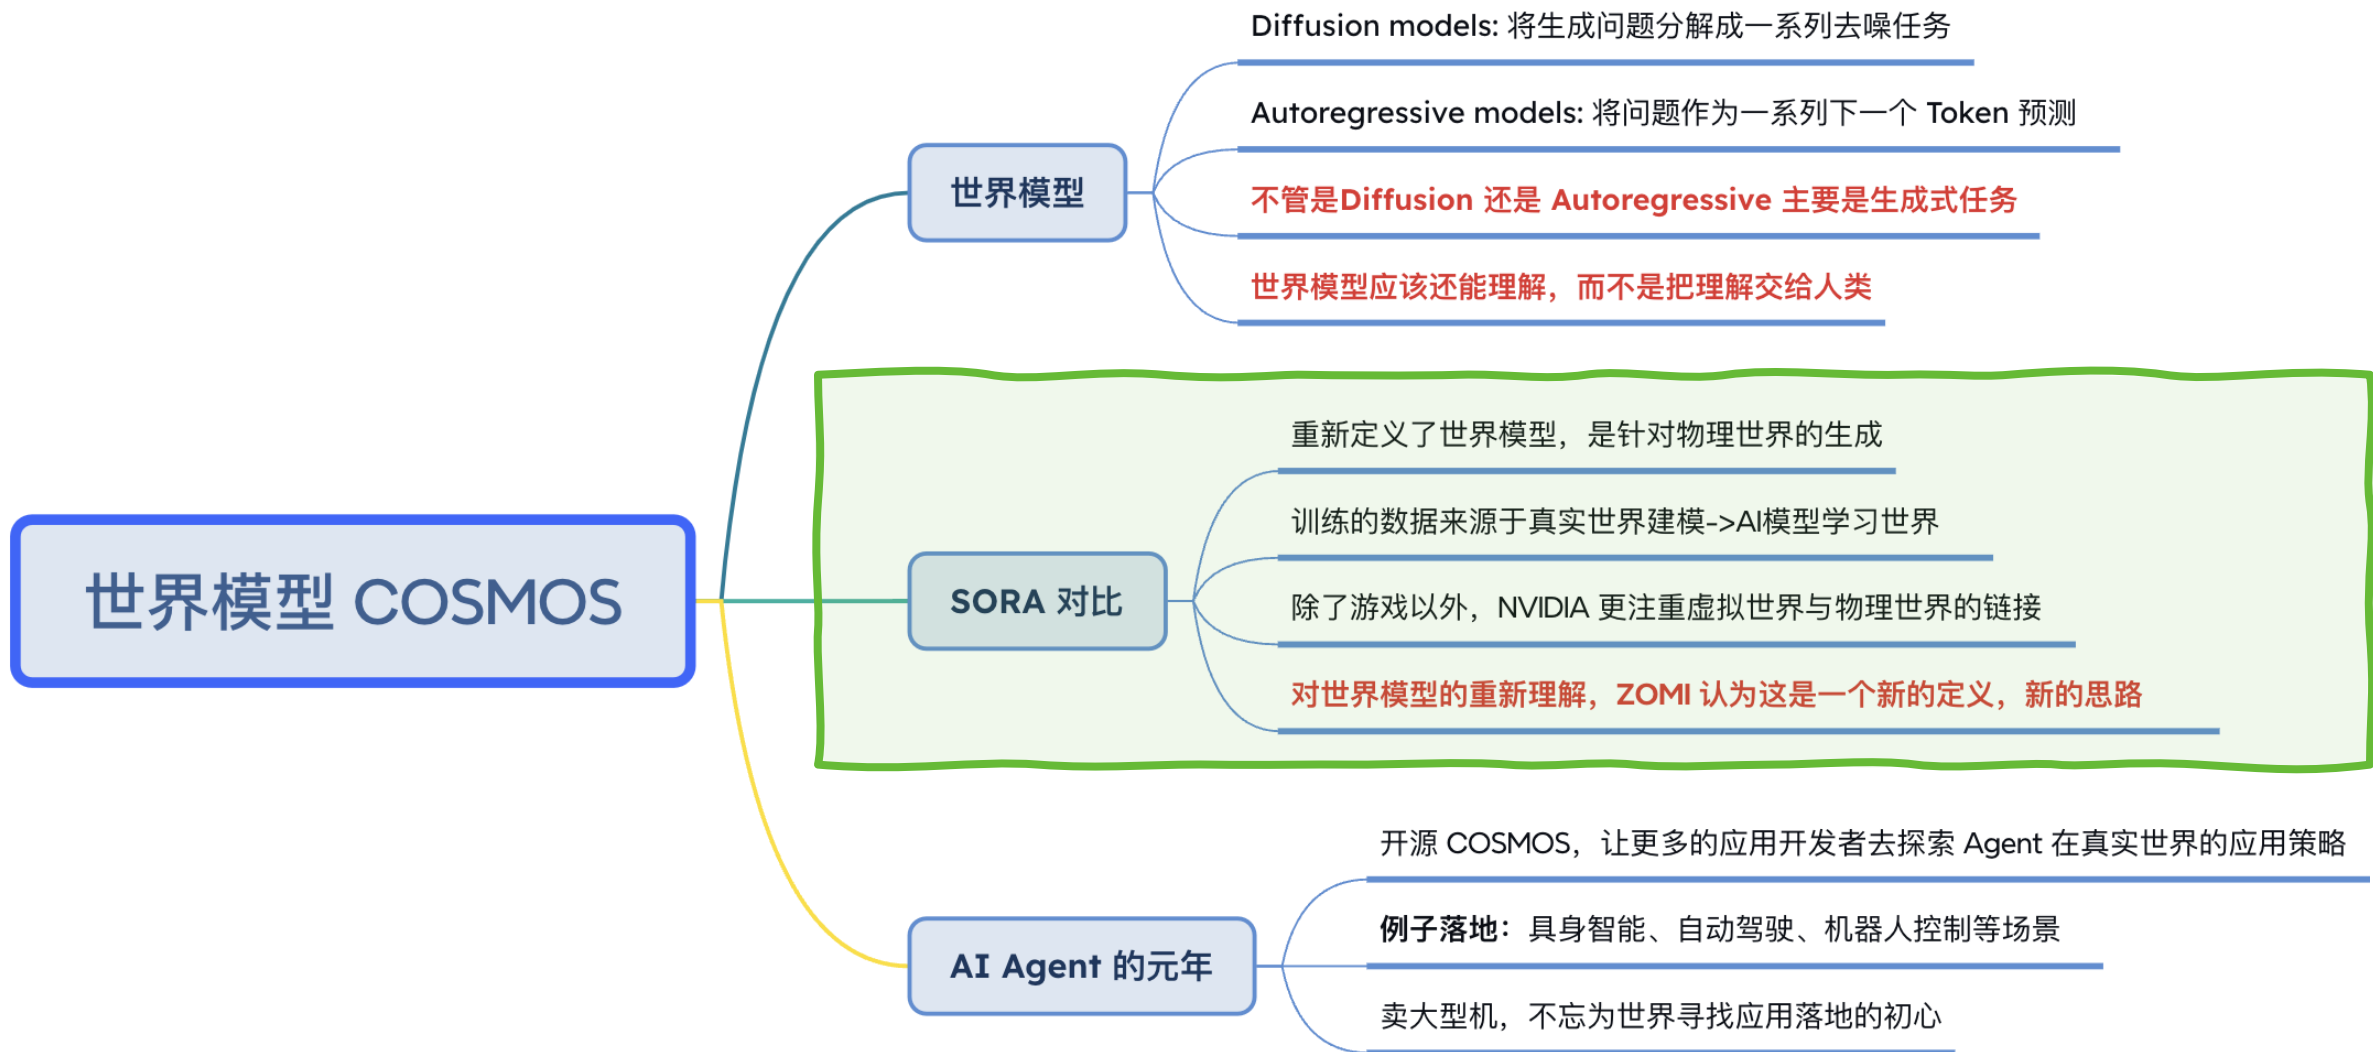 世界模型 COSMOS
世界模型
Diffusion models: 将生成问题分解成一系列去噪任务
Autoregressive models: 将问题作为一系列下一个 Token 预测
不管是Diffusion 还是 Autoregressive 主要是生成式任务
世界模型应该还能理解，而不是把理解交给人类
SORA 对比
重新定义了世界模型，是针对物理世界的生成
训练的数据来源于真实世界建模->AI模型学习世界
除了游戏以外，NVIDIA 更注重虚拟世界与物理世界的链接
对世界模型的重新理解，ZOMI 认为这是一个新的定义，新的思路
AI Agent 的元年
开源 COSMOS，让更多的应用开发者去探索 Agent 在真实世界的应用策略
例子落地：具身智能、自动驾驶、机器人控制等场景
卖大型机，不忘为世界寻找应用落地的初心